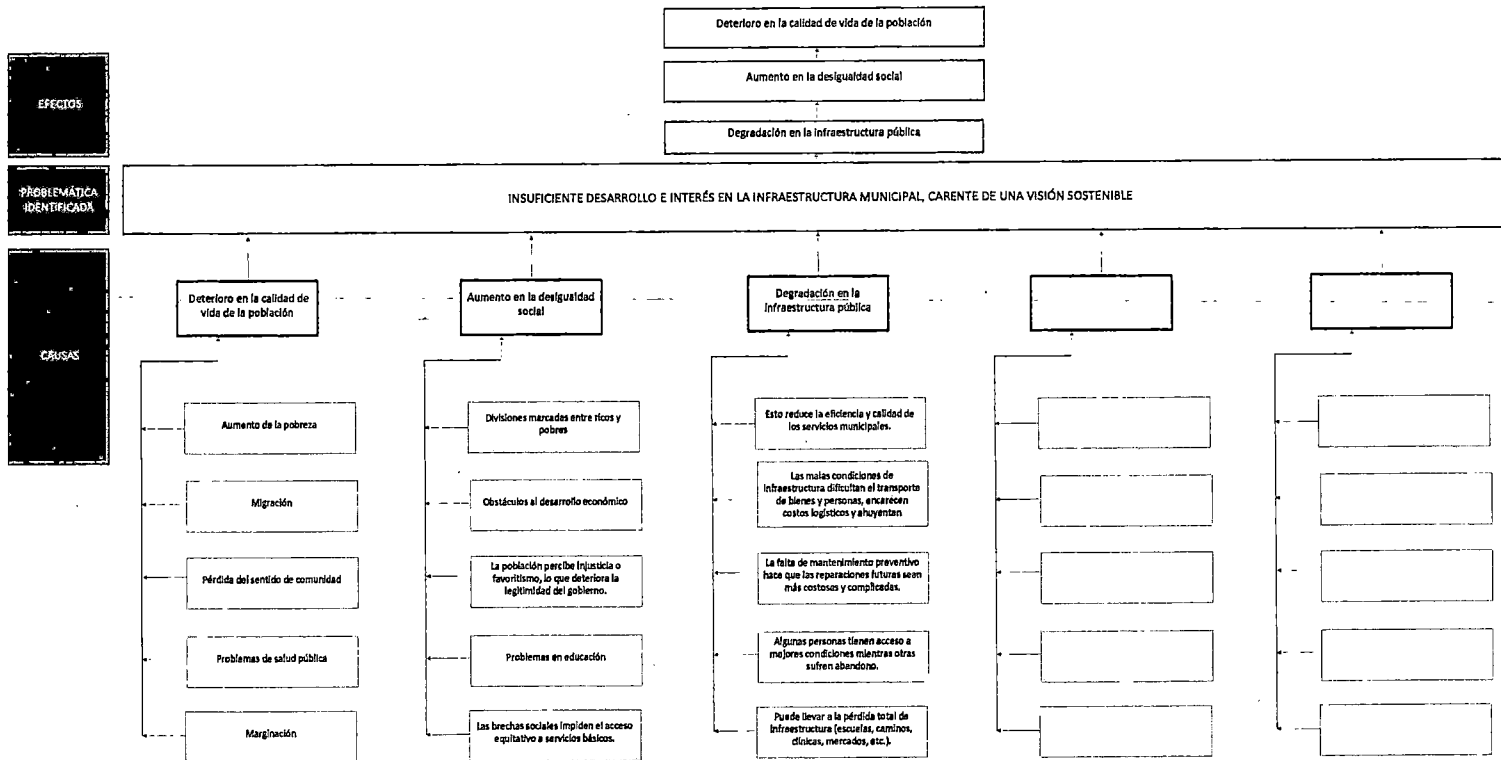 Deterioro en la calidad de vida de la población
Aumento en la desigualdad social
Degradación en la infraestructura pública
EFECTOS
PROBLEMÁTICA
IDENTIFICADA
INSUFICIENTE DESARROLLO E INTERÉS EN LA INFRAESTRUCTURA MUNICIPAL, CARENTE DE UNA VISIÓN SOSTENIBLE
CAUSAS
Deterioro en la calidad de
vida de la población
Aumento de la pobreza
Migración
Pérdida del sentido de comunidad
Problemas de salud pública
Marginación
Aumento en la desigualdad
social
Divisiones marcadas entre ricos y
pobres
Obstáculos al desarrollo económico
La población percibe injusticia o
favoritismo, lo que deteriora la
legitimidad del gobierno.
Problemas en educación
Las brechas sociales impiden el acceso
equitativo a servicios básicos.
Degradación en la
infraestructura pública
Esto reduce la eficiencia y calidad de
los servicios municipales.
Las malas condiciones de
infraestructura dificultan el transporte
de bienes y personas, encarecen
costos logísticos y ahuyentan
La falta de mantenimiento preventivo
hace que las reparaciones futuras sean
más costosas y complicadas.
Algunas personas tienen acceso a
mejores condiciones mientras otras
sufren abandono.
Puede llevar a la pérdida total de
infraestructura (escuelas, caminos,
clínicas, mercados, etc.).